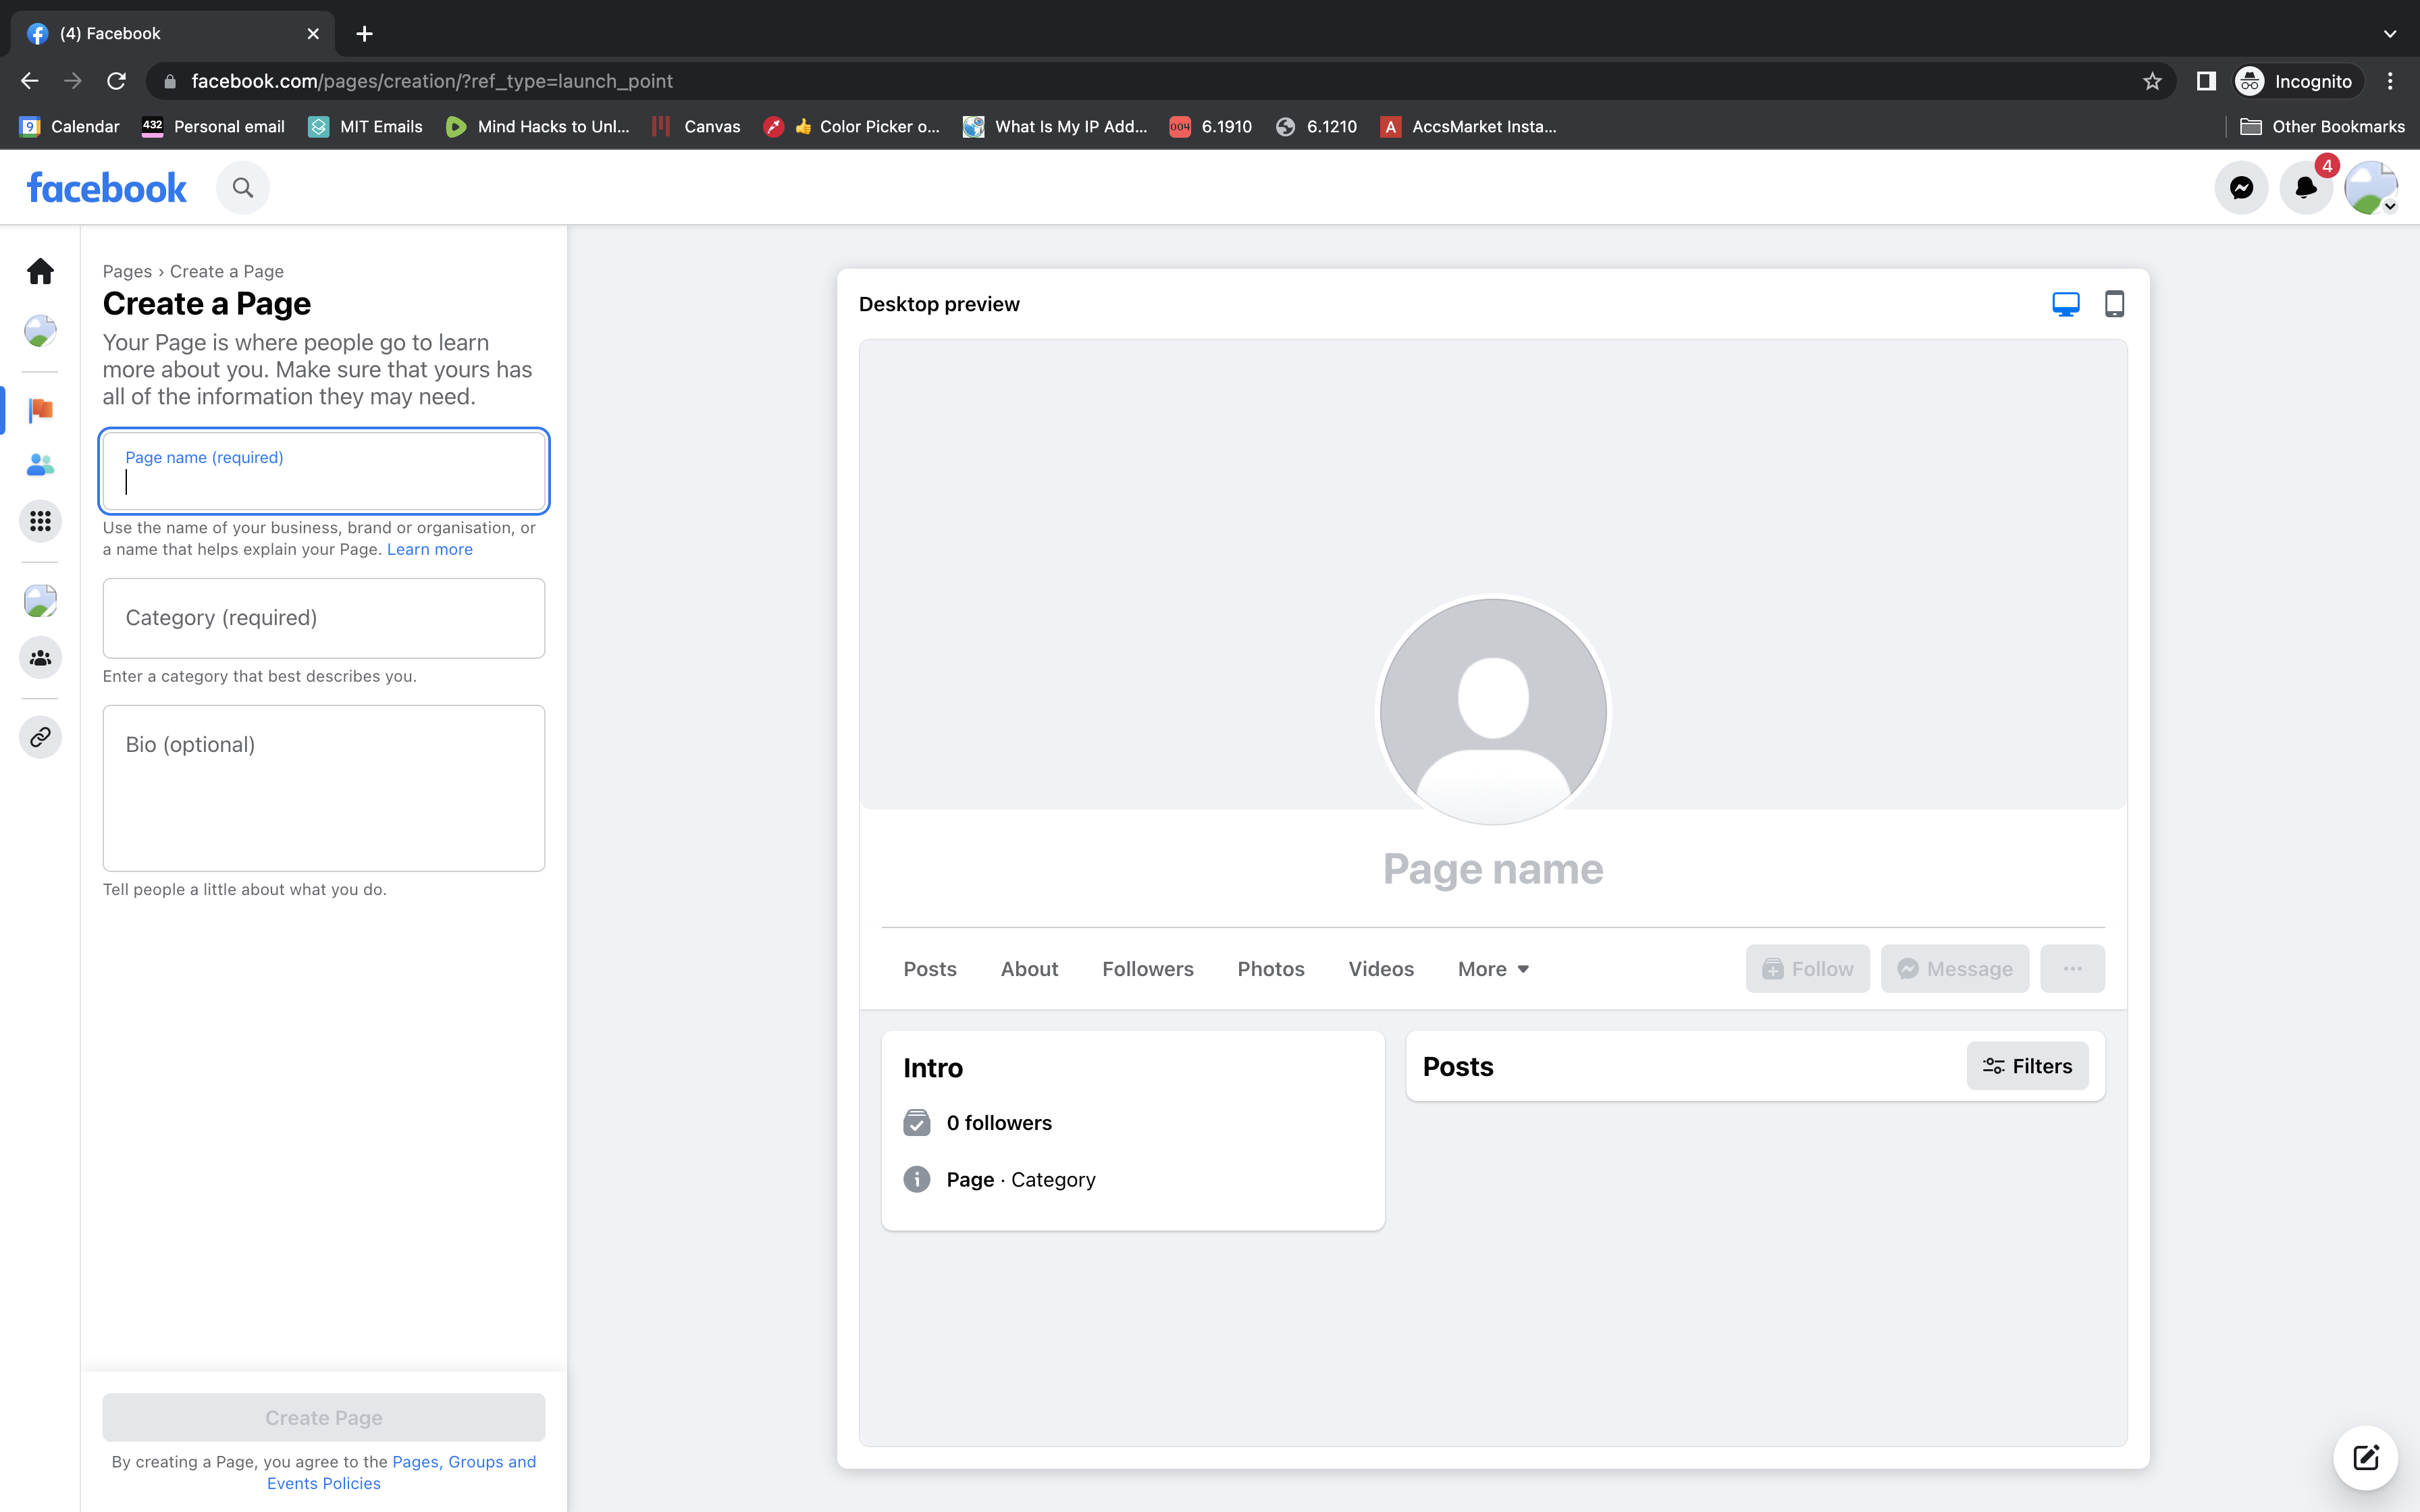 (4) Facebook
facebook.com/pages/creation/?ref_type=launch_point
Incognito
9 Calendar
432 Personal email
MIT Emails
Mind Hacks to Unl...
Canvas
Color Picker o...
What Is My IP Add...
004 6.1910
6.1210
A AccsMarket Insta...
Other Bookmarks
facebook
4
Pages › Create a Page
Create a Page
Your Page is where people go to learn
more about you. Make sure that yours has
all of the information they may need.
Page name (required)
Use the name of your business, brand or organisation, or
a name that helps explain your Page. Learn more
Category (required)
Enter a category that best describes you.
Bio (optional)
Tell people a little about what you do.
Create Page
By creating a Page, you agree to the Pages, Groups and
Events Policies
Desktop preview
Page name
Posts
About
Followers
Photos
Videos
More
Follow
Message
Intro
0 followers
Page · Category
Posts
Filters